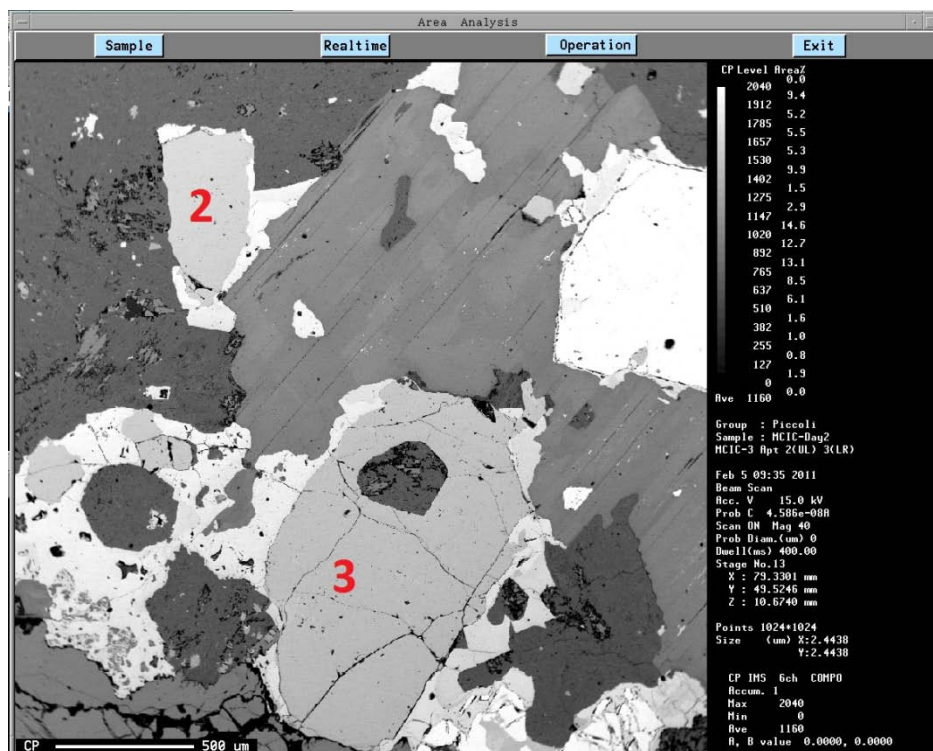 Area Analysis
Sample Realtime Operation Exit
CP Level Area%
2040 0.0
1912 9.4
1785 5.2
1657 5.5
1530 5.3
1402 9.9
1275 1.5
1147 2.9
1020 14.6
892 12.7
765 13.1
637 8.5
510 6.1
382 1.6
255 1.0
127 0.8
0 1.9
Ave 1160 0.0
2
3
Group : Piccoli
Sample : MCIC-Day2
MCIC-3 Apt 2(UL) 3(LR)
Feb 5 09:35 2011
Beam Scan
Acc. V 15.0 kV
Prob C 4.586e-08A
Scan ON Mag 40
Prob Diam.(um) 0
Dwell(ms) 400.00
Stage No.13
X : 79.3301 mm
Y : 49.5246 mm
Z : 10.6740 mm
Points 1024*1024
Size (um) X:2.4438
Y:2.4438
CP IMS 6ch COMPO
Accum. 1
Max 2040
Min 0
Ave 1160
A, B value 0.0000, 0.0000
CP 500 um